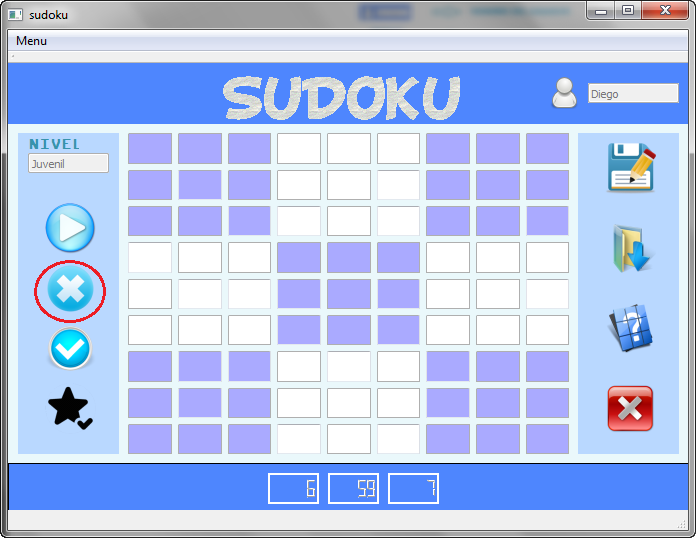 sudoku
Menu
SUDOKU
Diego
NIVEL
Juvenil
?
6 59 7